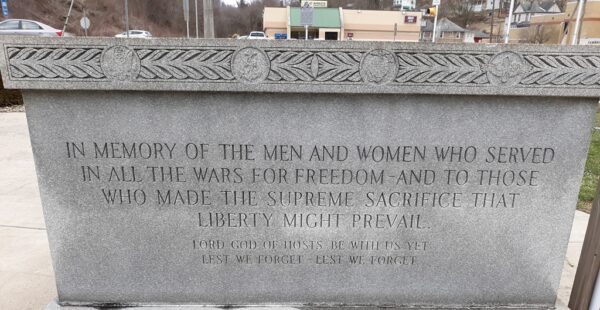 IN MEMORY OF THE MEN AND WOMEN WHO SERVED
IN ALL THE WARS FOR FREEDOM-AND TO THOSE
WHO MADE THE SUPREME SACRIFICE THAT
LIBERTY MIGHT PREVAIL.
LORD GOD OF HOSTS BE WITH US YET
LEST WE FORGET - LEST WE FORGET